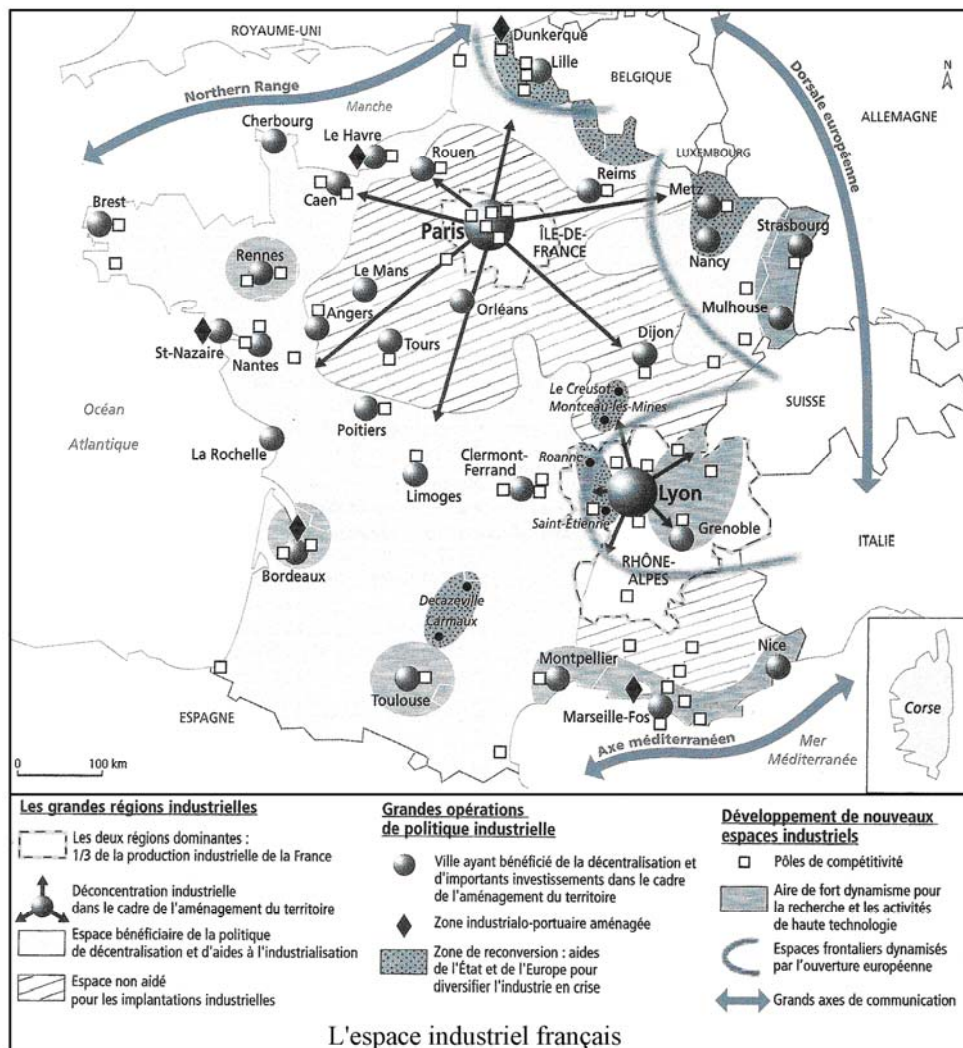 ROYAUME-UNI
Dunkerque
Lille
BELGIQUE
Dorsale européenne
N
ALLEMAGNE
Northern Range
Manche
Cherbourg
Le Havre
Rouen
Caen
Reims
LUXEMBOURG
Metz
Strasbourg
Brest
Paris
ÎLE-DE-
FRANCE
Nancy
Rennes
Le Mans
Orléans
Mulhouse
Angers
St-Nazaire
Nantes
Tours
Dijon
Océan
Atlantique
Le Creusot
Montceau-les-Mines
SUISSE
Poitiers
La Rochelle
Clermont-
Ferrand
Roanne
Limoges
Lyon
Saint-Étienne
Grenoble
ITALIE
RHÔNE-
ALPES
Bordeaux
Decazeville
Carmaux
Montpellier
Nice
Toulouse
Marseille-Fos
ESPAGNE
Axe méditerranéen
Mer
Méditerranée
Corse
0 100 km
Les grandes régions industrielles
Les deux régions dominantes :
1/3 de la production industrielle de la France
Déconcentration industrielle
dans le cadre de l'aménagement du territoire
Espace bénéficiaire de la politique
de décentralisation et d'aides à l'industrialisation
Espace non aidé
pour les implantations industrielles
Grandes opérations
de politique industrielle
Ville ayant bénéficié de la décentralisation et
d'importants investissements dans le cadre
de l'aménagement du territoire
Zone industrialo-portuaire aménagée
Zone de reconversion : aides
de l'État et de l'Europe pour
diversifier l'industrie en crise
Développement de nouveaux
espaces industriels
Pôles de compétitivité
Aire de fort dynamisme pour
la recherche et les activités
de haute technologie
Espaces frontaliers dynamisés
par l'ouverture européenne
Grands axes de communication
L'espace industriel français